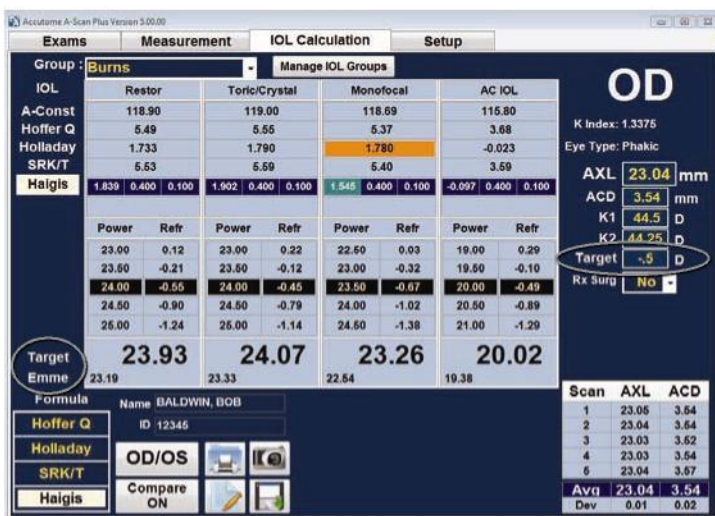 Accutome A-Scan Plus Version 3.00.00
Exams Measurement IOL Calculation Setup
Group : Burns Manage IOL Groups
OD
IOL Restor Toric/Crystal Monofocal AC IOL
A-Const 118.90 119.00 118.69 115.80
Hoffer Q 5.49 5.55 5.37 3.68
K Index: 1.3375
Holladay 1.733 1.790 1.780 -0.023
Eye Type: Phakic
SRK/T 5.53 5.59 5.40 3.59
AXL 23.04 mm
Haigis 1.839 0.400 0.100 1.902 0.400 0.100 1.545 0.400 0.100 -0.097 0.400 0.100
ACD 3.54 mm
K1 44.5 D
Power Refr Power Refr Power Refr Power Refr
K2 44.25 D
23.00 0.12 23.00 0.22 22.50 0.03 19.00 0.29
Target -.5 D
23.50 -0.21 23.50 -0.12 23.00 -0.32 19.50 -0.10
Rx Surg No
24.00 -0.55 24.00 -0.45 23.50 -0.67 20.00 -0.49
24.50 -0.90 24.50 -0.79 24.00 -1.02 20.50 -0.89
25.00 -1.24 25.00 -1.14 24.50 -1.38 21.00 -1.29
Target 23.93 24.07 23.26 20.02
Emme 23.19 23.33 22.54 19.38
Formula
Name BALDWIN, BOB
Hoffer Q
ID 12345
Holladay
SRK/T
Haigis
OD/OS
Compare
ON
Scan AXL ACD
1 23.05 3.54
2 23.04 3.54
3 23.03 3.52
4 23.03 3.54
5 23.04 3.57
Avg 23.04 3.54
Dev 0.01 0.02